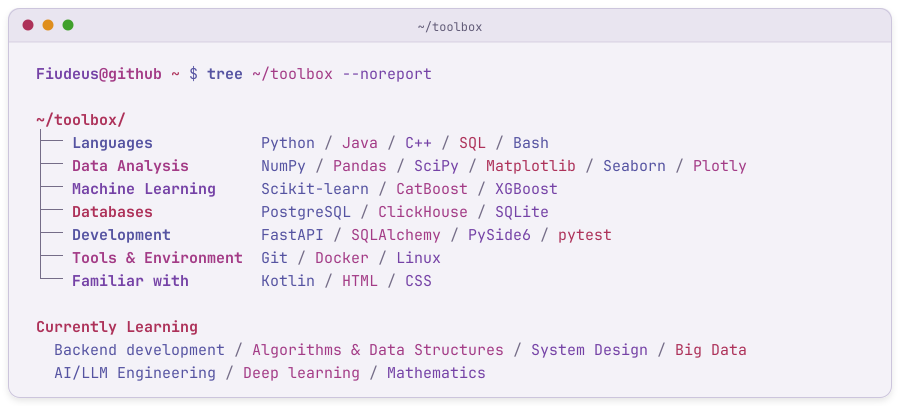 ~/toolbox
Fiudeus@github ~ $ tree ~/toolbox --noreport
~/toolbox/
├── Languages Python / Java / C++ / SQL / Bash
├── Data Analysis NumPy / Pandas / SciPy / Matplotlib / Seaborn / Plotly
├── Machine Learning Scikit-learn / CatBoost / XGBoost
├── Databases PostgreSQL / ClickHouse / SQLite
├── Development FastAPI / SQLAlchemy / PySide6 / pytest
├── Tools & Environment Git / Docker / Linux
└── Familiar with Kotlin / HTML / CSS
Currently Learning
Backend development / Algorithms & Data Structures / System Design / Big Data
AI/LLM Engineering / Deep learning / Mathematics